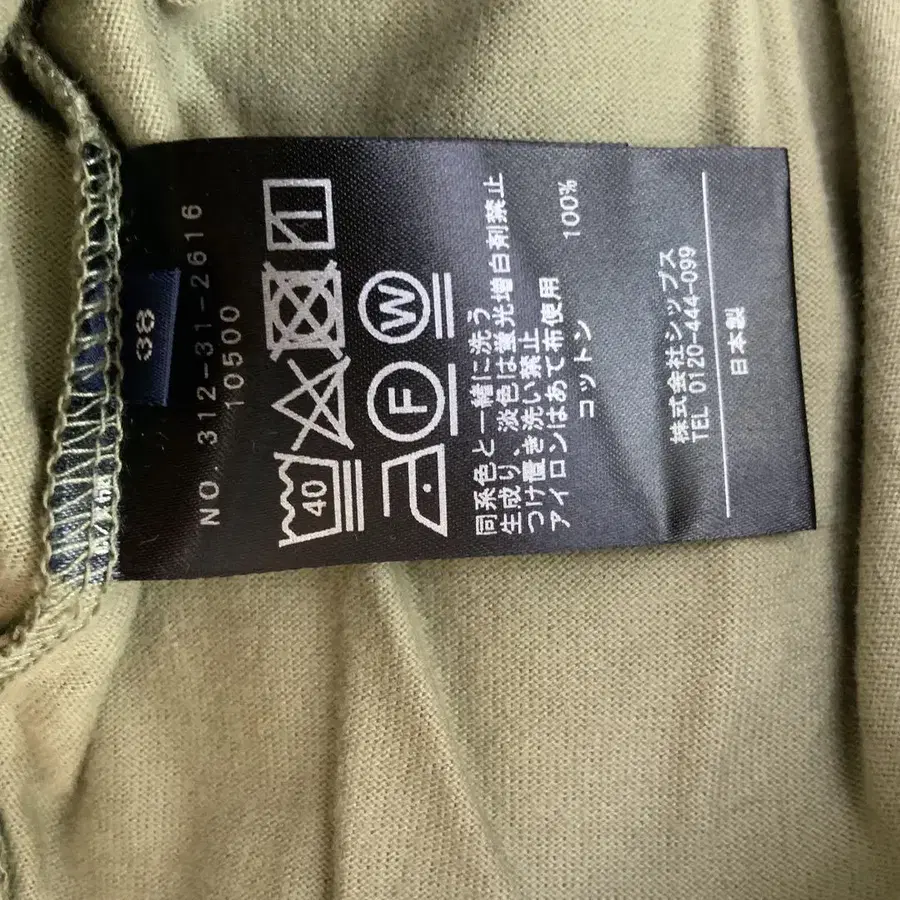 38
NO. 312-31-2616
10500
40
F
W
同系色と一緒に洗う
生成り、淡色は蛍光増白剤禁止
つけ置き洗い禁止
アイロンはあて布使用
コットン 100%
株式会社シップス
TEL 0120-444-099
日本製